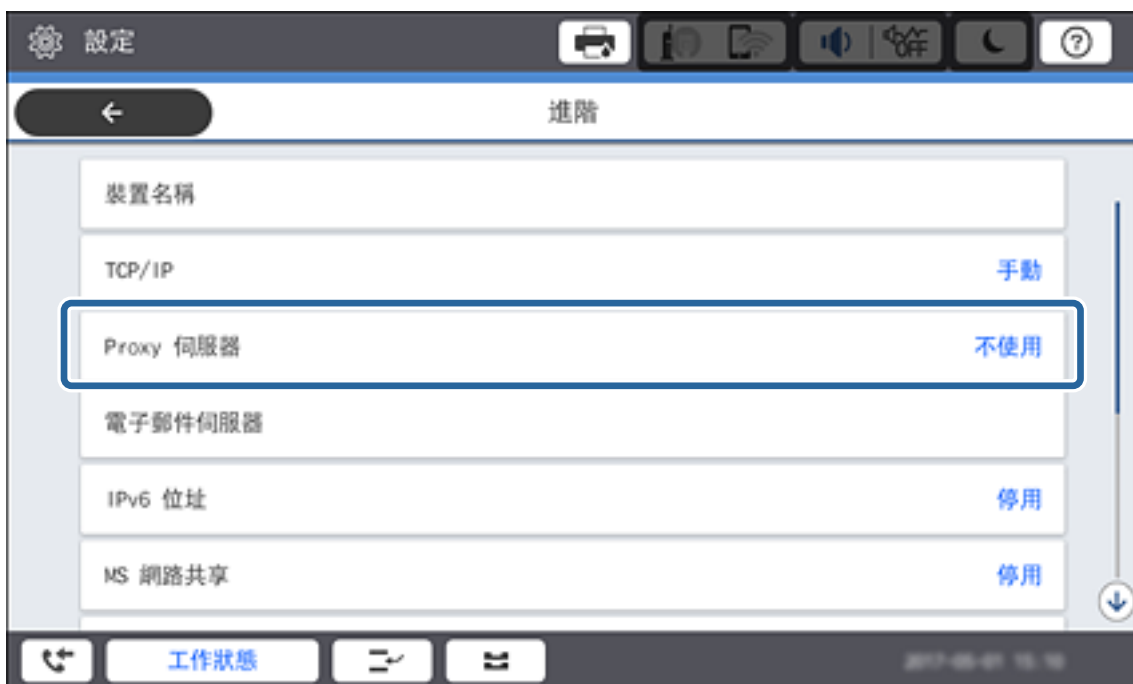 設定
OFF
進階
裝置名稱
TCP/IP 手動
Proxy 伺服器 不使用
電子郵件伺服器
IPv6 位址 停用
MS 網路共享 停用
工作狀態